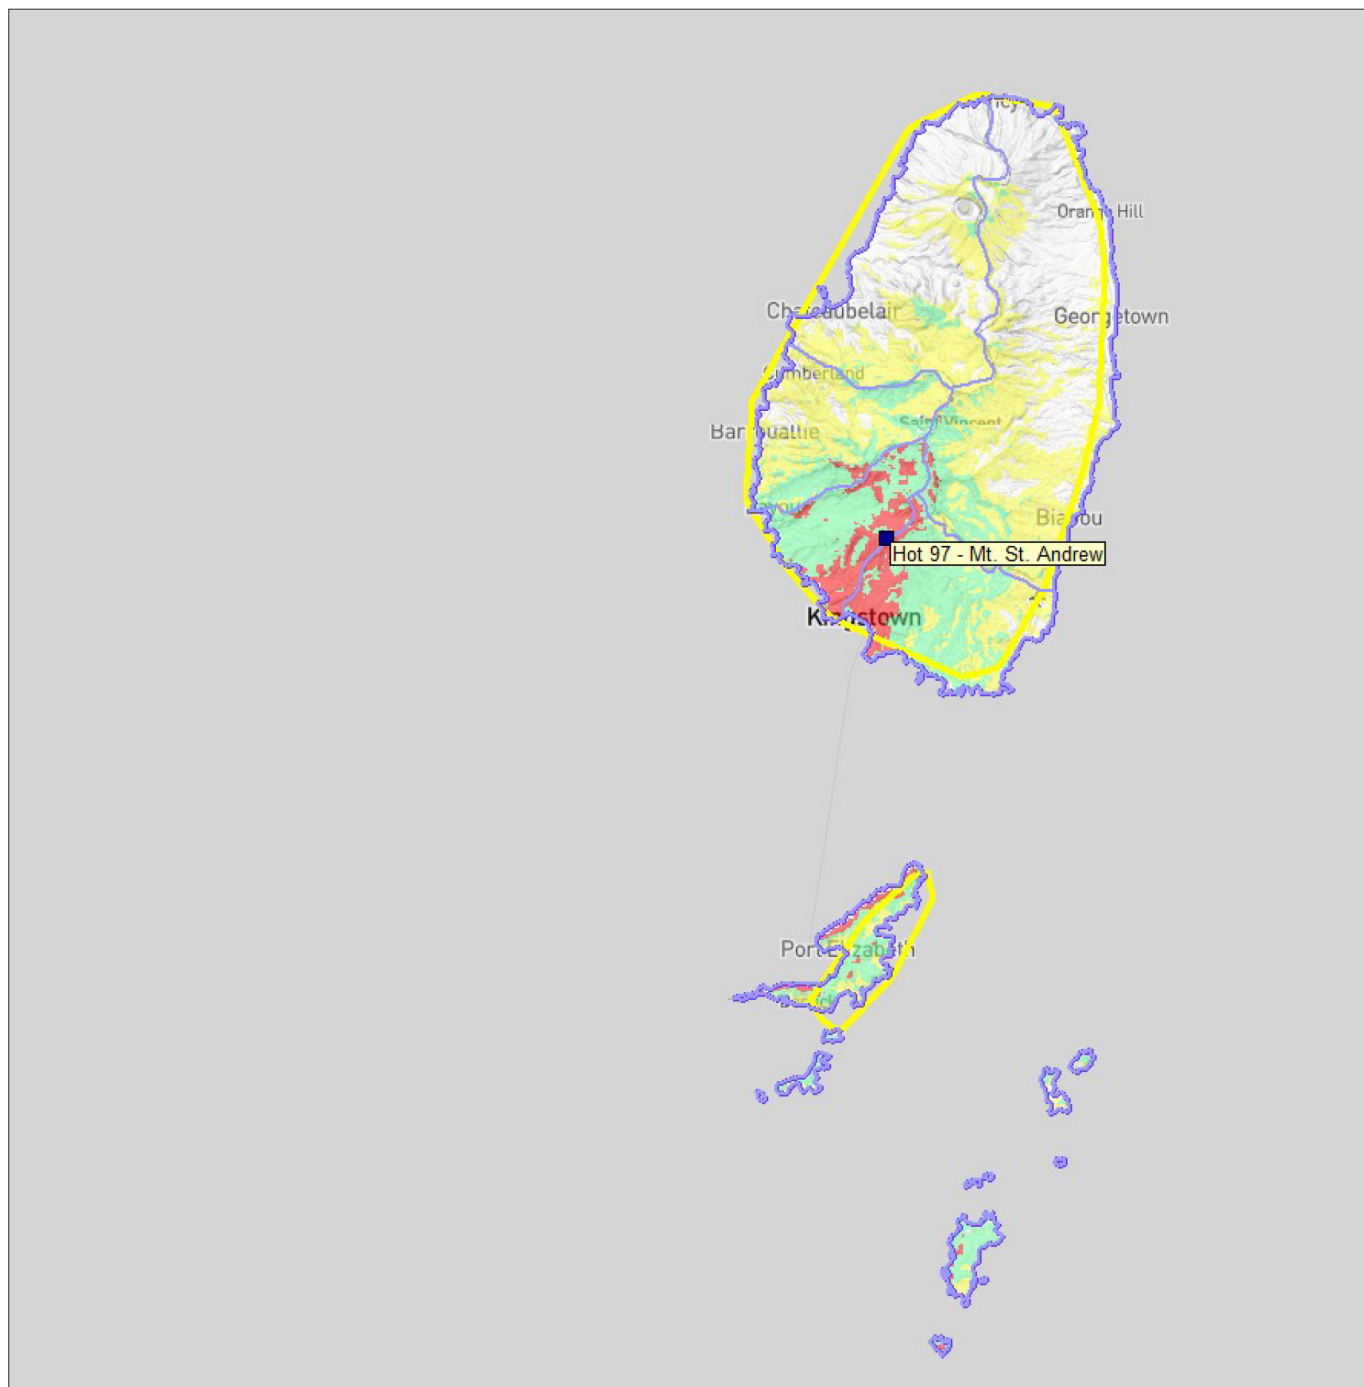 Orange Hill
Chateaubelair
Georgetown
Cumberland
Saint Vincent
Barrouallie
Biabou
Hot 97 - Mt. St. Andrew
Kingstown
Port Elizabeth